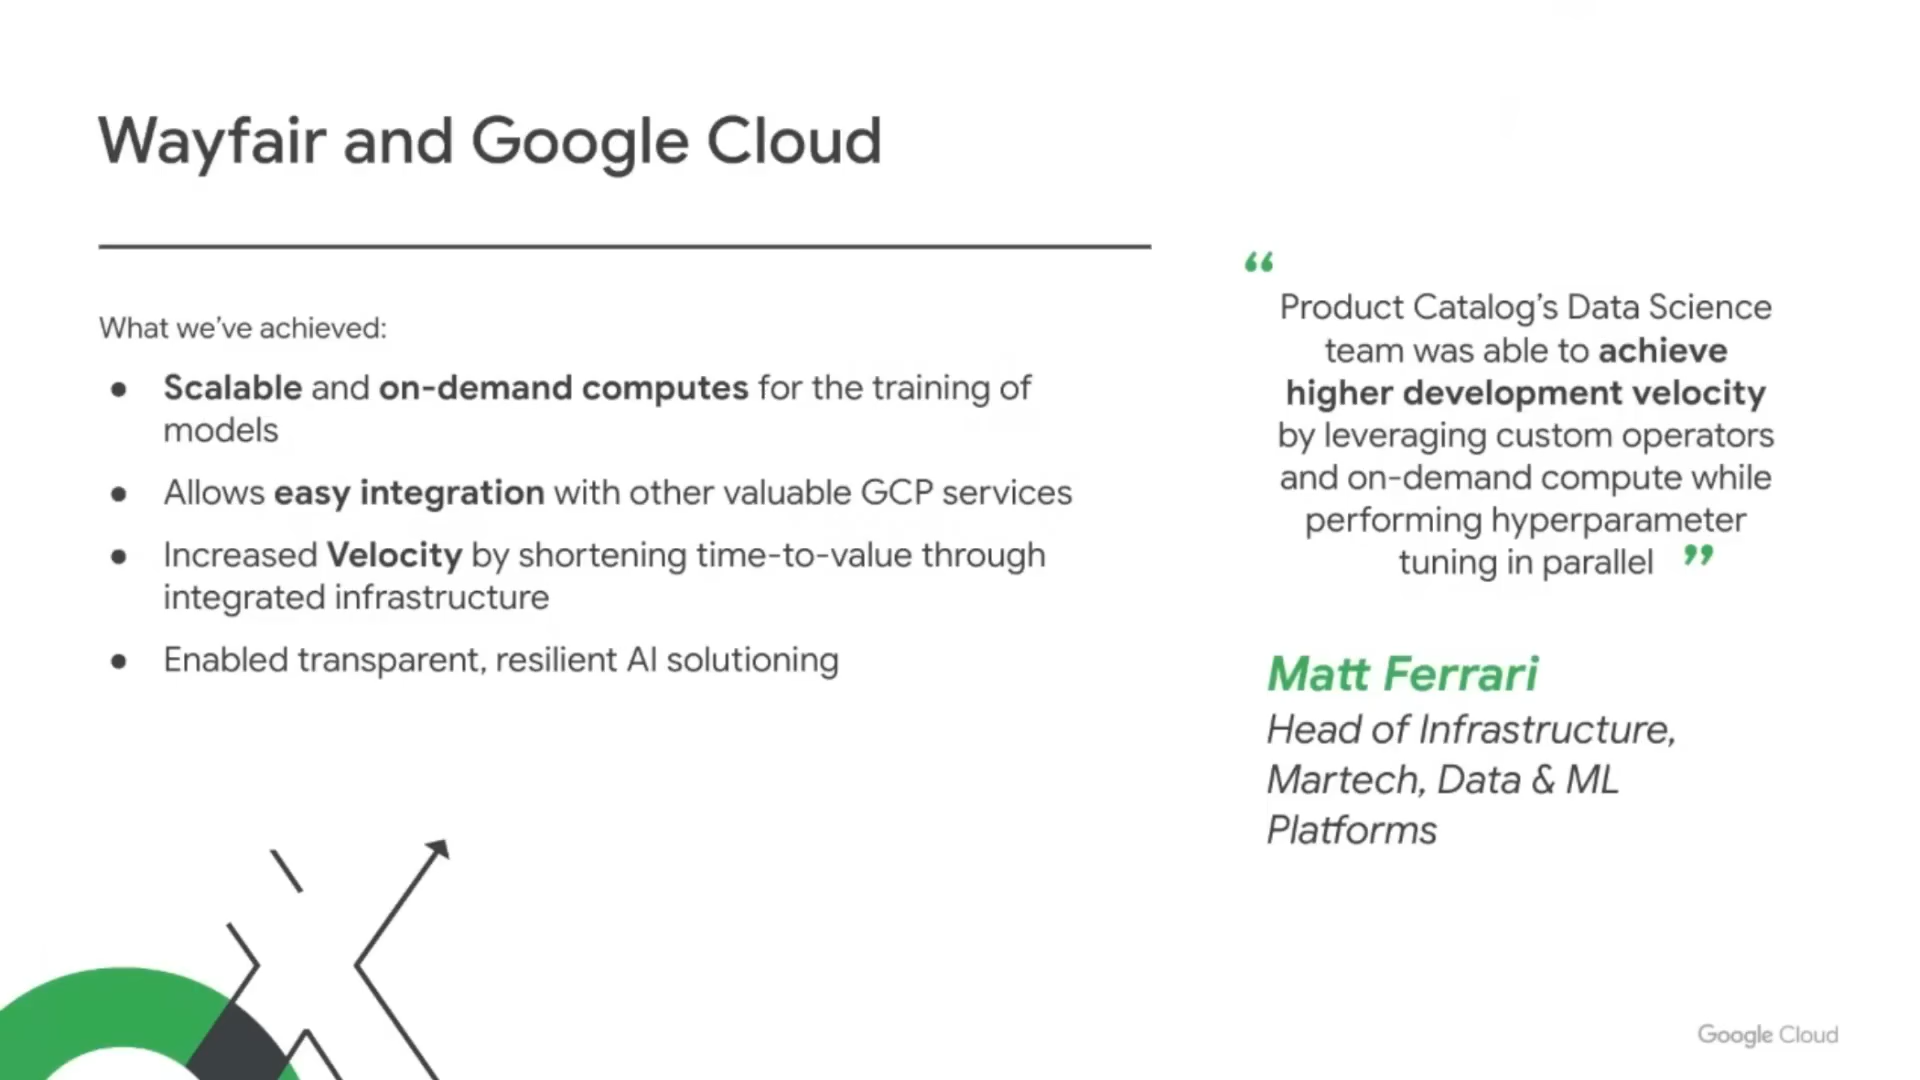 Wayfair and Google Cloud
What we've achieved:
● Scalable and on-demand computes for the training of
models
● Allows easy integration with other valuable GCP services
● Increased Velocity by shortening time-to-value through
integrated infrastructure
● Enabled transparent, resilient AI solutioning
“
Product Catalog’s Data Science
team was able to achieve
higher development velocity
by leveraging custom operators
and on-demand compute while
performing hyperparameter
tuning in parallel ”
Matt Ferrari
Head of Infrastructure,
Martech, Data & ML
Platforms
Google Cloud